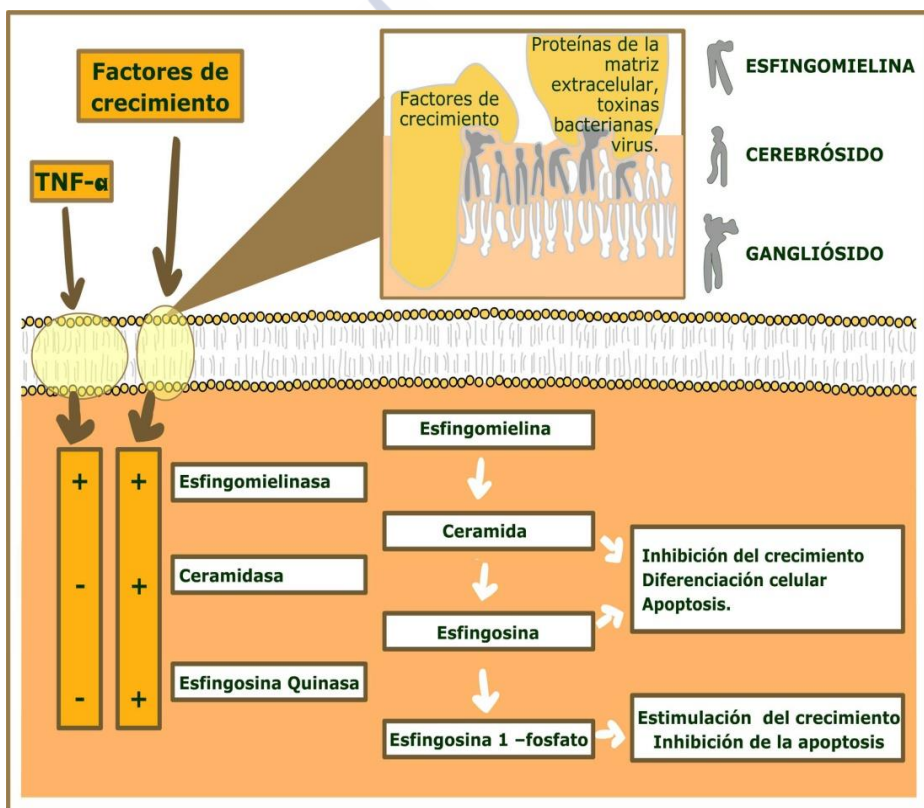 Factores de
crecimiento
TNF-α
Factores de
crecimiento
Proteínas de la
matriz
extracelular,
toxinas
bacterianas,
virus.
ESFINGOMIELINA
CEREBRÓSIDO
GANGLIÓSIDO
+
+
Esfingomielinasa
-
+
Ceramidasa
-
+
Esfingosina Quinasa
Esfingomielina
Ceramida
Esfingosina
Esfingosina 1 –fosfato
Inhibición del crecimiento
Diferenciación celular
Apoptosis.
Estimulación del crecimiento
Inhibición de la apoptosis